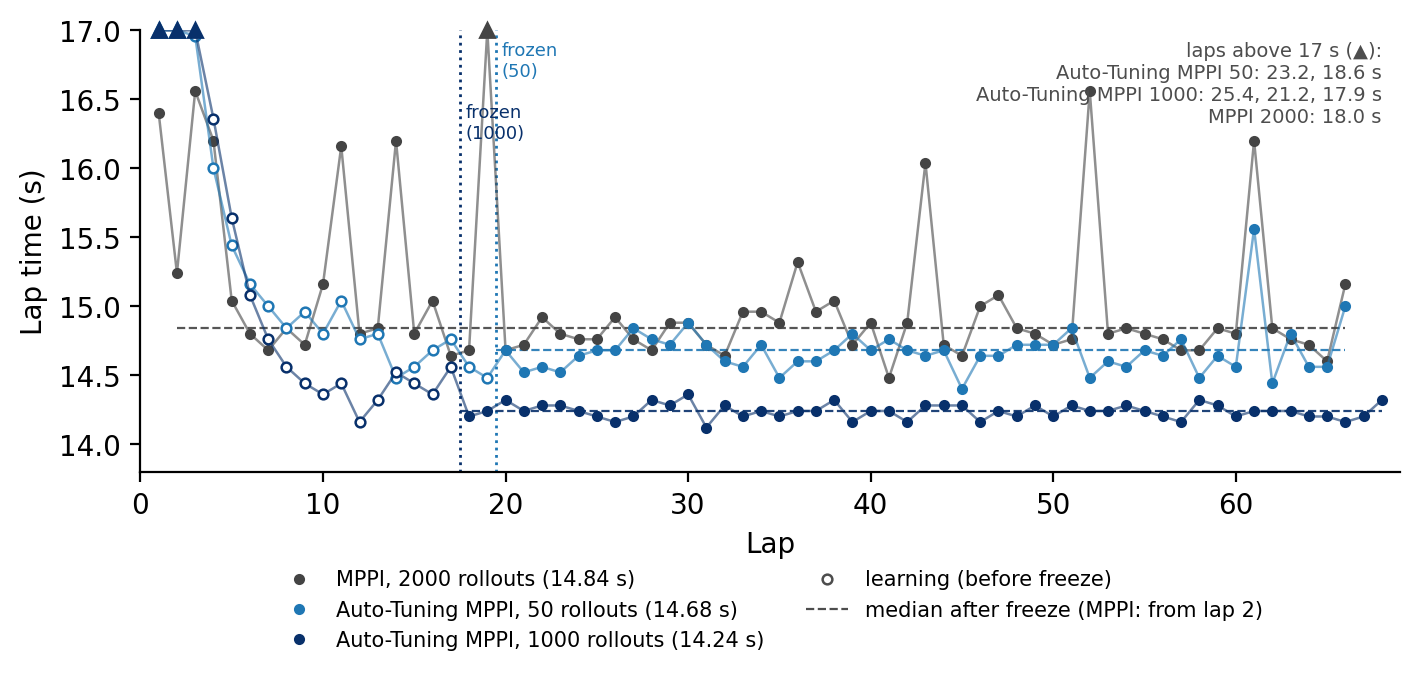 17.0
16.5
16.0
15.5
15.0
14.5
14.0
Lap time (s)
frozen
(50)
frozen
(1000)
laps above 17 s (▲):
Auto-Tuning MPPI 50: 23.2, 18.6 s
Auto-Tuning MPPI 1000: 25.4, 21.2, 17.9 s
MPPI 2000: 18.0 s
0 10 20 30 40 50 60
Lap
MPPI, 2000 rollouts (14.84 s)
Auto-Tuning MPPI, 50 rollouts (14.68 s)
Auto-Tuning MPPI, 1000 rollouts (14.24 s)
learning (before freeze)
median after freeze (MPPI: from lap 2)